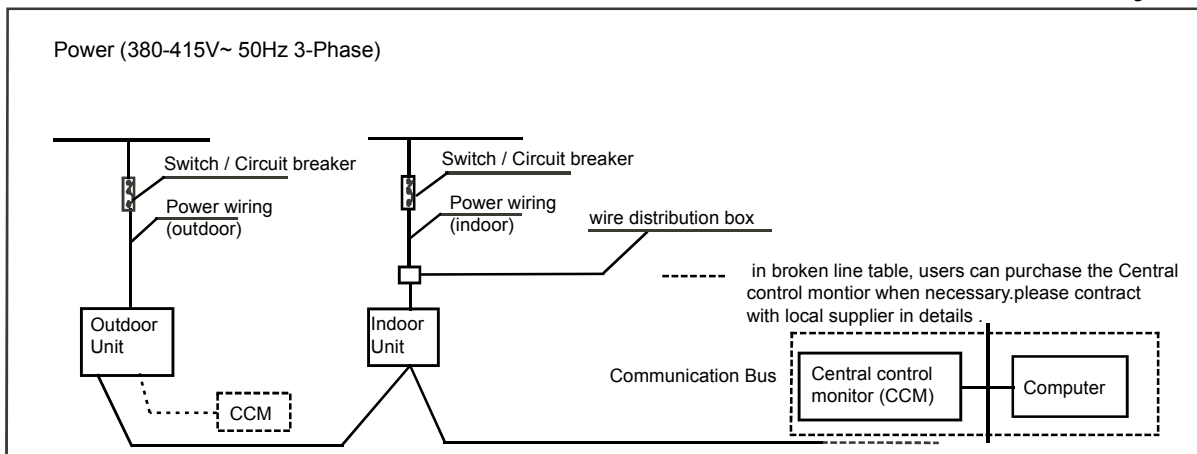 Power (380-415V~ 50Hz 3-Phase)
Switch / Circuit breaker
Power wiring
(outdoor)
Switch / Circuit breaker
Power wiring
(indoor)
wire distribution box
in broken line table, users can purchase the Central
control montior when necessary.please contract
with local supplier in details .
Outdoor
Unit
Indoor
Unit
CCM
Communication Bus
Central control
monitor (CCM)
Computer